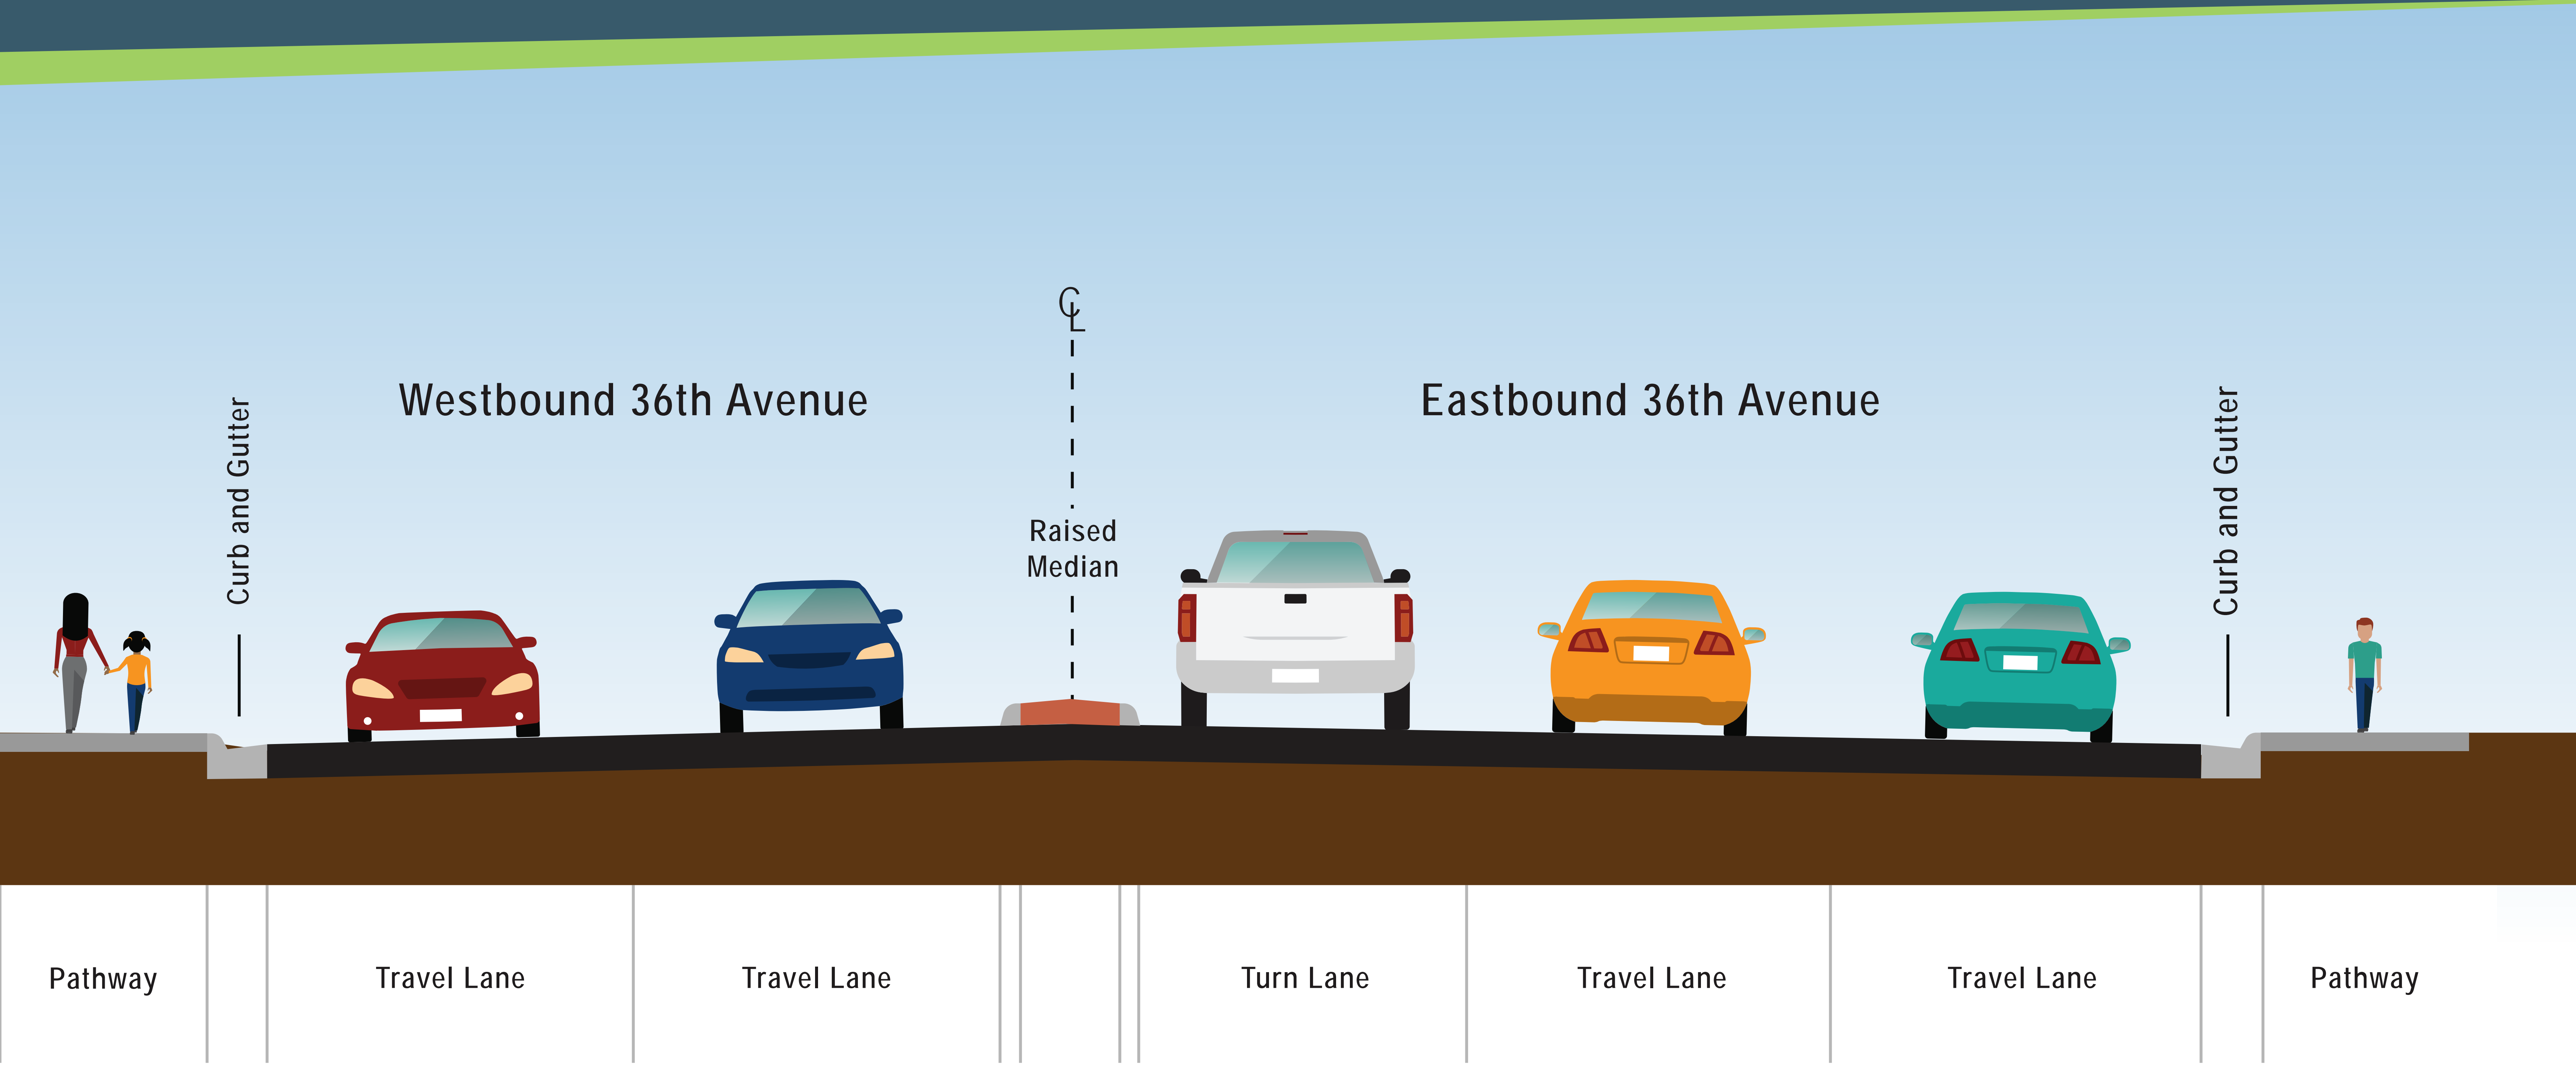 ℄
Westbound 36th Avenue
Eastbound 36th Avenue
Curb and Gutter
Curb and Gutter
Raised
Median
Pathway
Travel Lane
Travel Lane
Turn Lane
Travel Lane
Travel Lane
Pathway